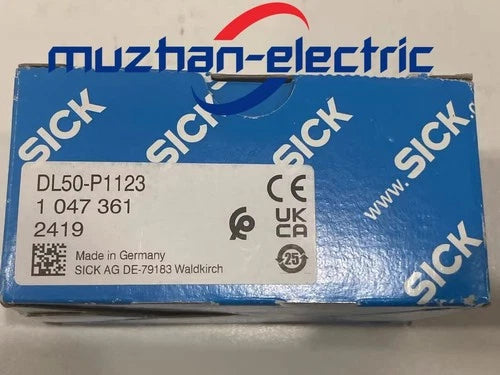 muzhan-electric
SICK
SICK
SICK
SICK
SICK
DL50-P1123
1 047 361
2419
Made in Germany
SICK AG DE-79183 Waldkirch
CE
UK
CA
25